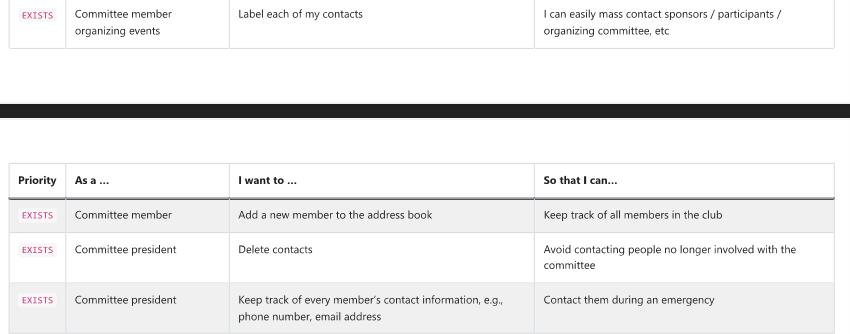 EXISTS Committee member Label each of my contacts I can easily mass contact sponsors / participants /
organizing events organizing committee, etc
Priority As a … I want to … So that I can…
EXISTS Committee member Add a new member to the address book Keep track of all members in the club
EXISTS Committee president Delete contacts Avoid contacting people no longer involved with the
committee
EXISTS Committee president Keep track of every member's contact information, e.g., Contact them during an emergency
phone number, email address